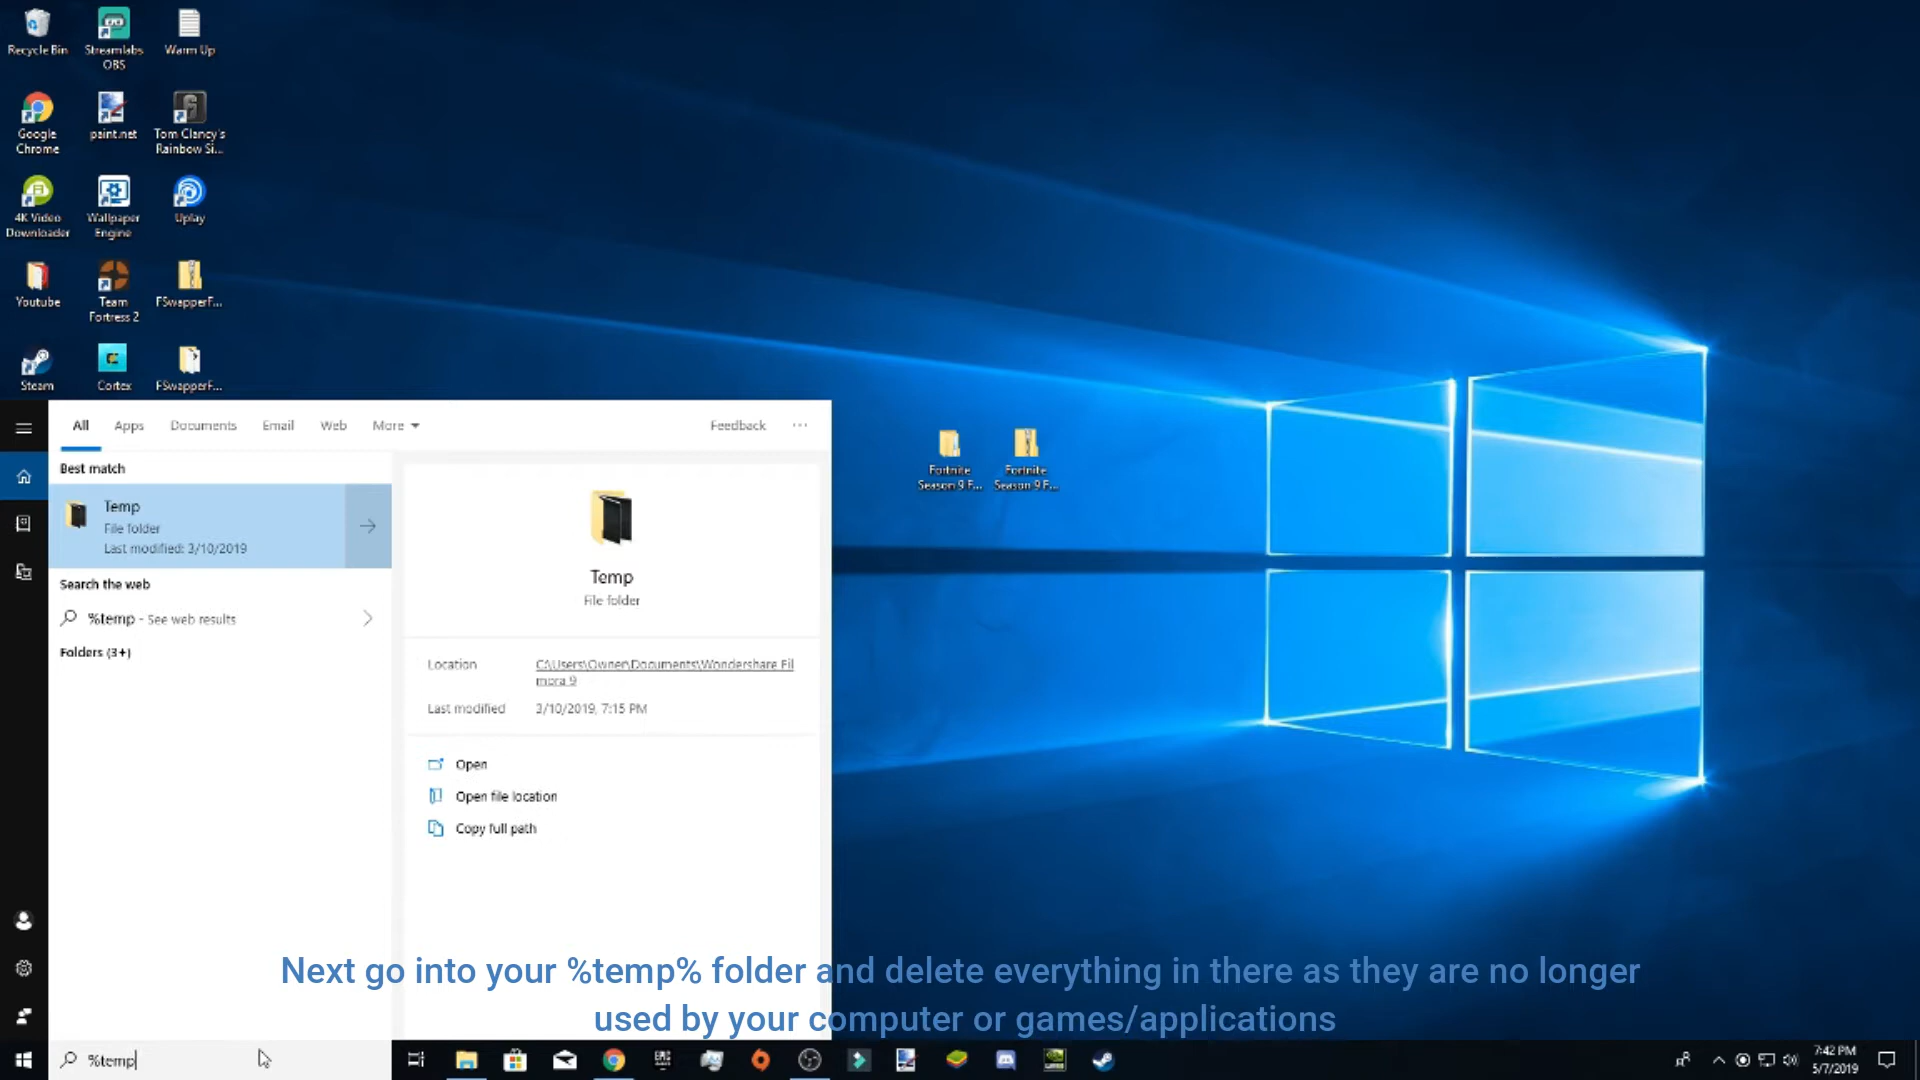 Recycle Bin
Streamlabs
OBS
Warm Up
Google
Chrome
paint.net
Tom Clancy's
Rainbow Si...
4K Video
Downloader
Wallpaper
Engine
Uplay
Youtube
Team
Fortress 2
FSwapperF...
Steam
Cortex
FSwapperF...
Fortnite
Season 9 F...
Fortnite
Season 9 F...
All
Apps
Documents
Email
Web
More
Feedback
Best match
Temp
File folder
Last modified: 3/10/2019
Search the web
%temp - See web results
Folders (3+)
Temp
File folder
Location
C:\Users\Owner\Documents\Wondershare Fil
mora 9
Last modified
3/10/2019, 7:15 PM
Open
Open file location
Copy full path
Next go into your %temp% folder and delete everything in there as they are no longer
used by your computer or games/applications
%temp
7:42 PM
5/7/2019